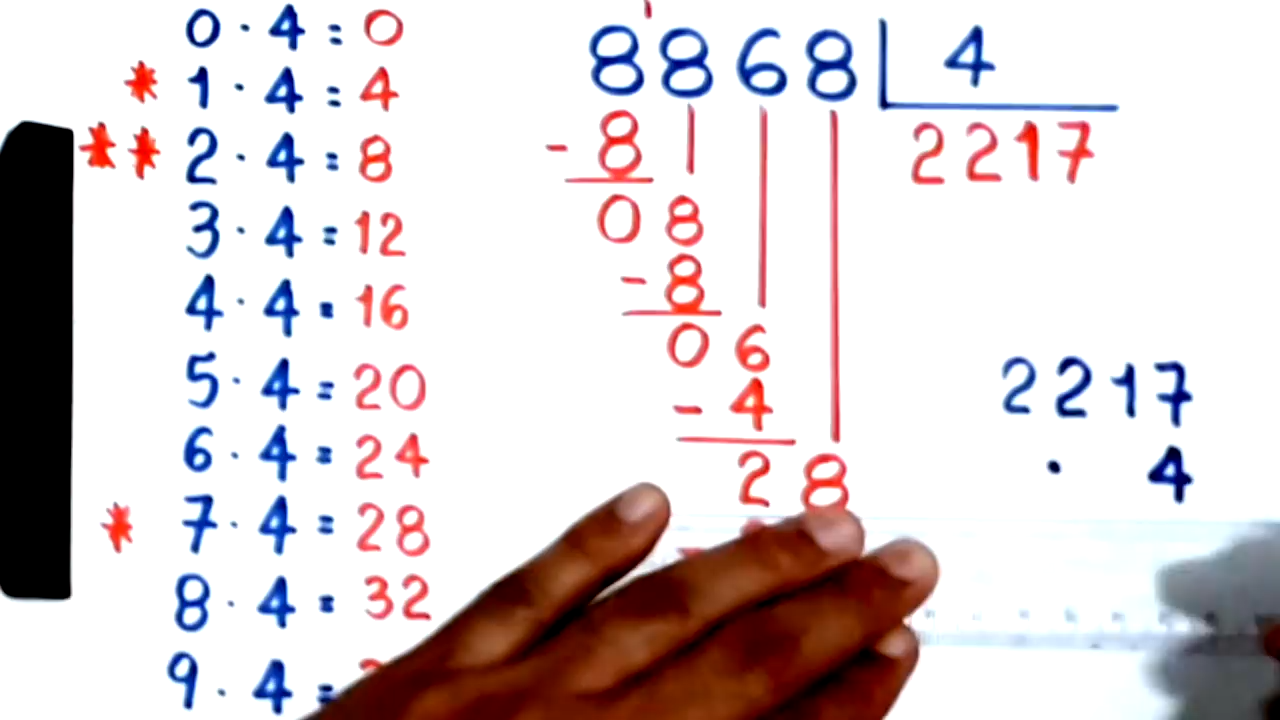 0 · 4 = 0
* 1 · 4 = 4
** 2 · 4 = 8
3 · 4 = 12
4 · 4 = 16
5 · 4 = 20
6 · 4 = 24
* 7 · 4 = 28
8 · 4 = 32
9 · 4 =
8868 4
- 8
2217
08
- 8
06
- 4
28
2217
· 4